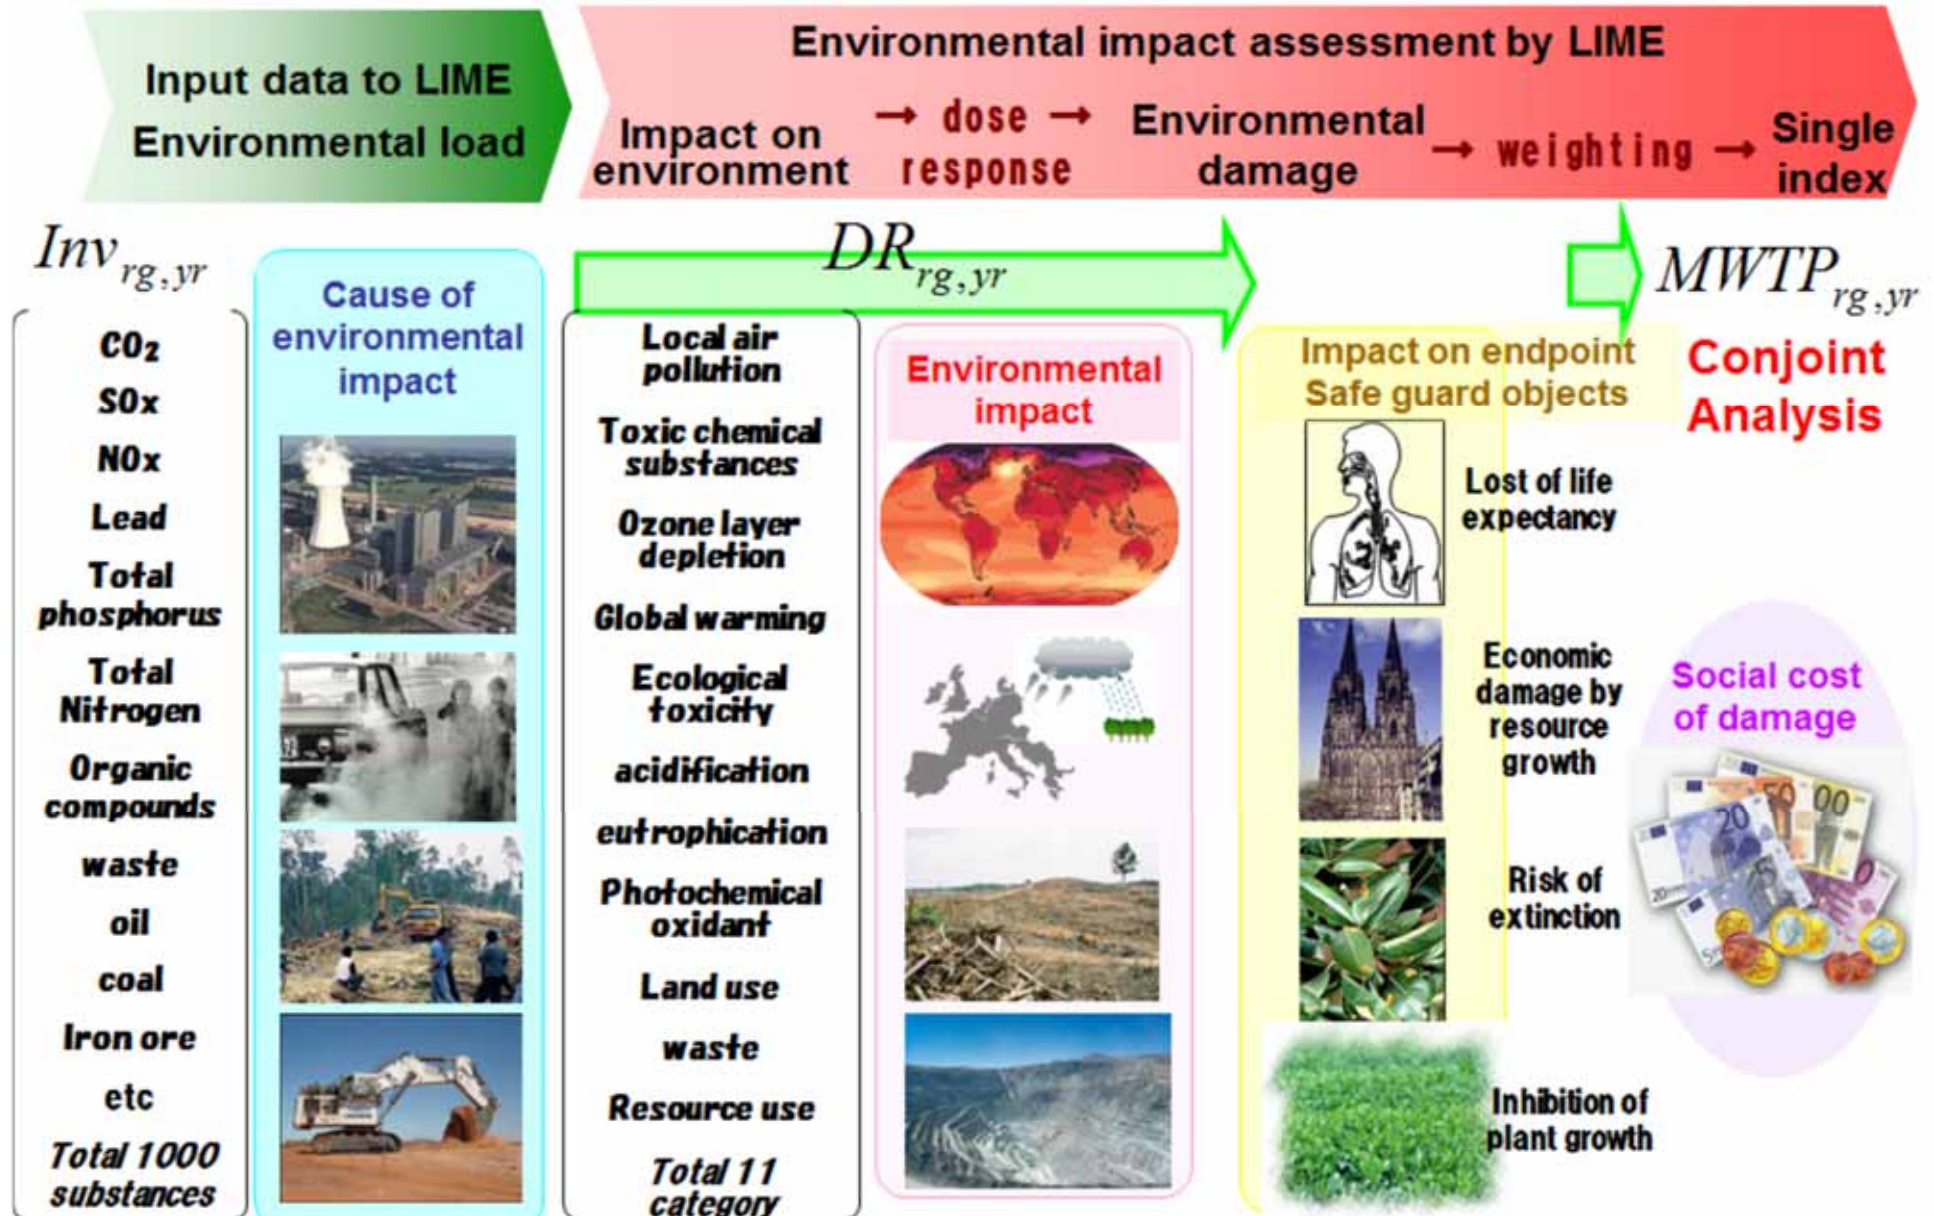 Input data to LIME
Environmental load
Environmental impact assessment by LIME
Impact on
environment
→ dose →
response
Environmental
damage
→ weighting →
Single
index
Inv rg,yr
CO2
SOx
NOx
Lead
Total
phosphorus
Total
Nitrogen
Organic
compounds
waste
oil
coal
Iron ore
etc
Total 1000
substances
Cause of
environmental
impact
DR rg,yr
Local air
pollution
Toxic chemical
substances
Ozone layer
depletion
Global warming
Ecological
toxicity
acidification
eutrophication
Photochemical
oxidant
Land use
waste
Resource use
Total 11
category
Environmental
impact
Impact on endpoint
Safe guard objects
Lost of life
expectancy
Economic
damage by
resource
growth
Risk of
extinction
Inhibition of
plant growth
MWTP rg,yr
Conjoint
Analysis
Social cost
of damage
20
50
00
20